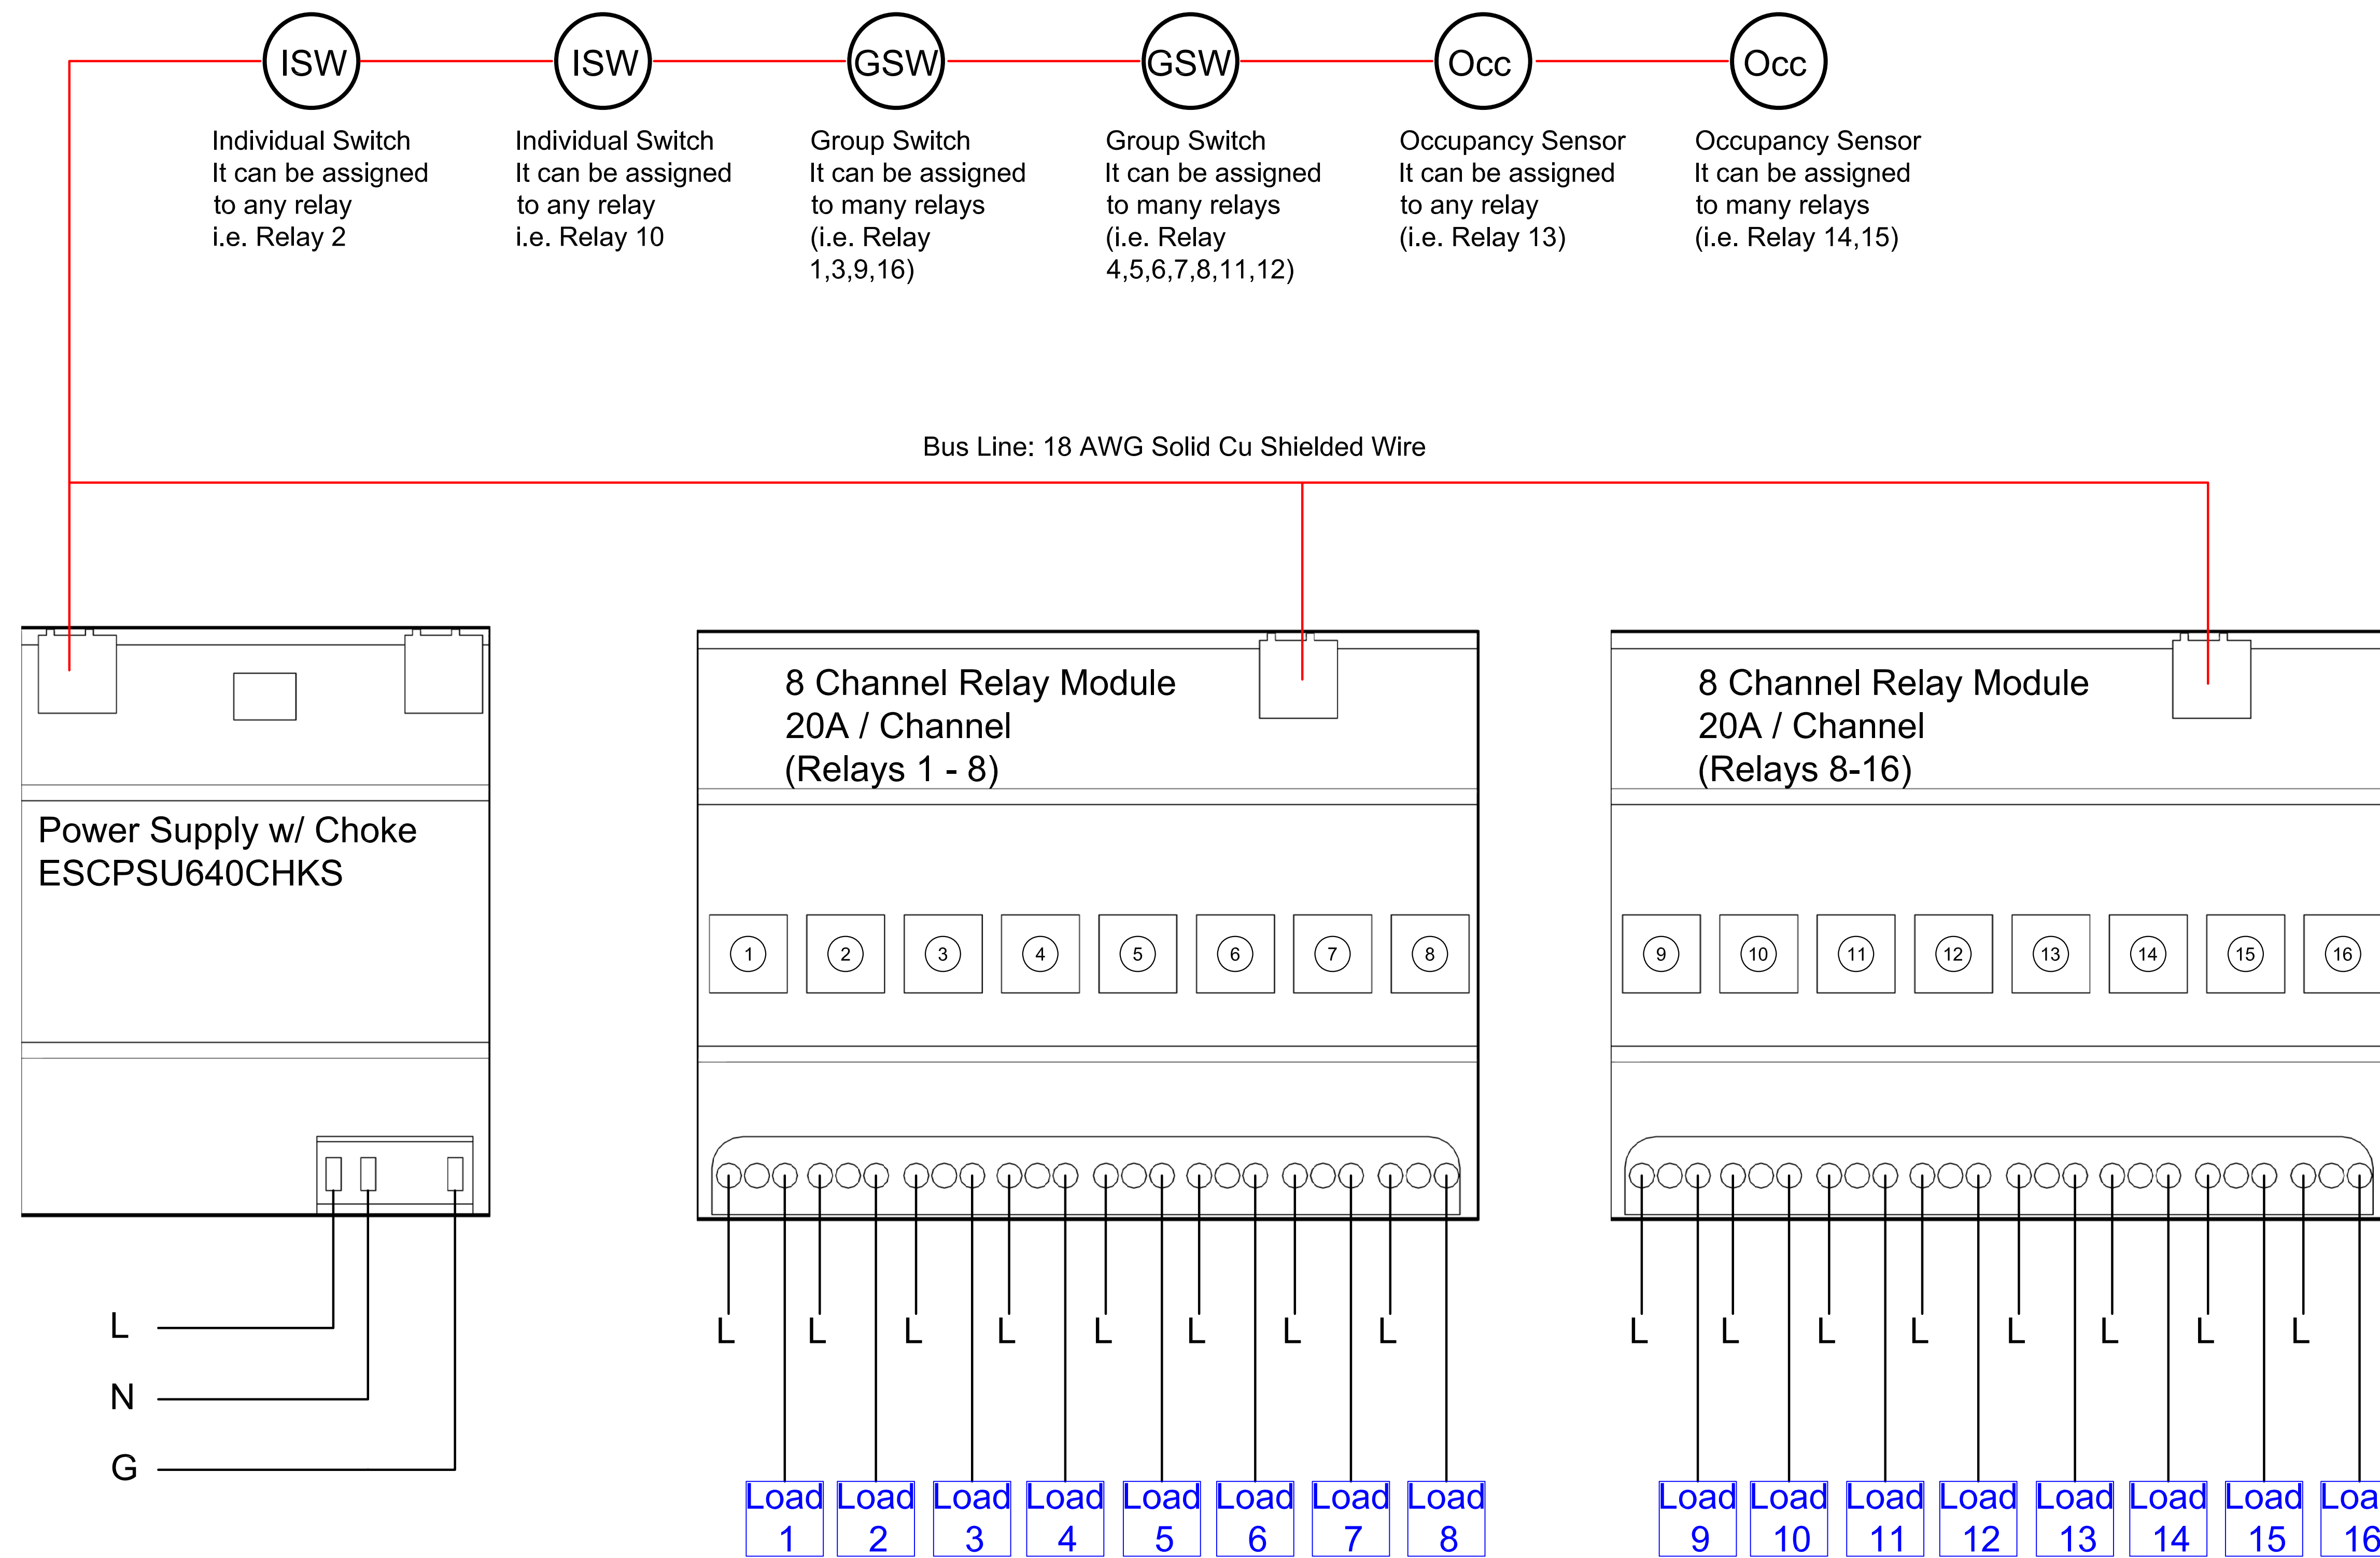 ISW
ISW
GSW
GSW
Occ
Occ
Individual Switch
It can be assigned
to any relay
i.e. Relay 2
Individual Switch
It can be assigned
to any relay
i.e. Relay 10
Group Switch
It can be assigned
to many relays
(i.e. Relay
1,3,9,16)
Group Switch
It can be assigned
to many relays
(i.e. Relay
4,5,6,7,8,11,12)
Occupancy Sensor
It can be assigned
to any relay
(i.e. Relay 13)
Occupancy Sensor
It can be assigned
to many relays
(i.e. Relay 14,15)
Bus Line: 18 AWG Solid Cu Shielded Wire
Power Supply w/ Choke
ESCPSU640CHKS
L
N
G
8 Channel Relay Module
20A / Channel
(Relays 1 - 8)
1
2
3
4
5
6
7
8
L
L
L
L
L
L
L
L
Load
1
Load
2
Load
3
Load
4
Load
5
Load
6
Load
7
Load
8
8 Channel Relay Module
20A / Channel
(Relays 8-16)
9
10
11
12
13
14
15
16
L
L
L
L
L
L
L
L
Load
9
Load
10
Load
11
Load
12
Load
13
Load
14
Load
15
Loa
16